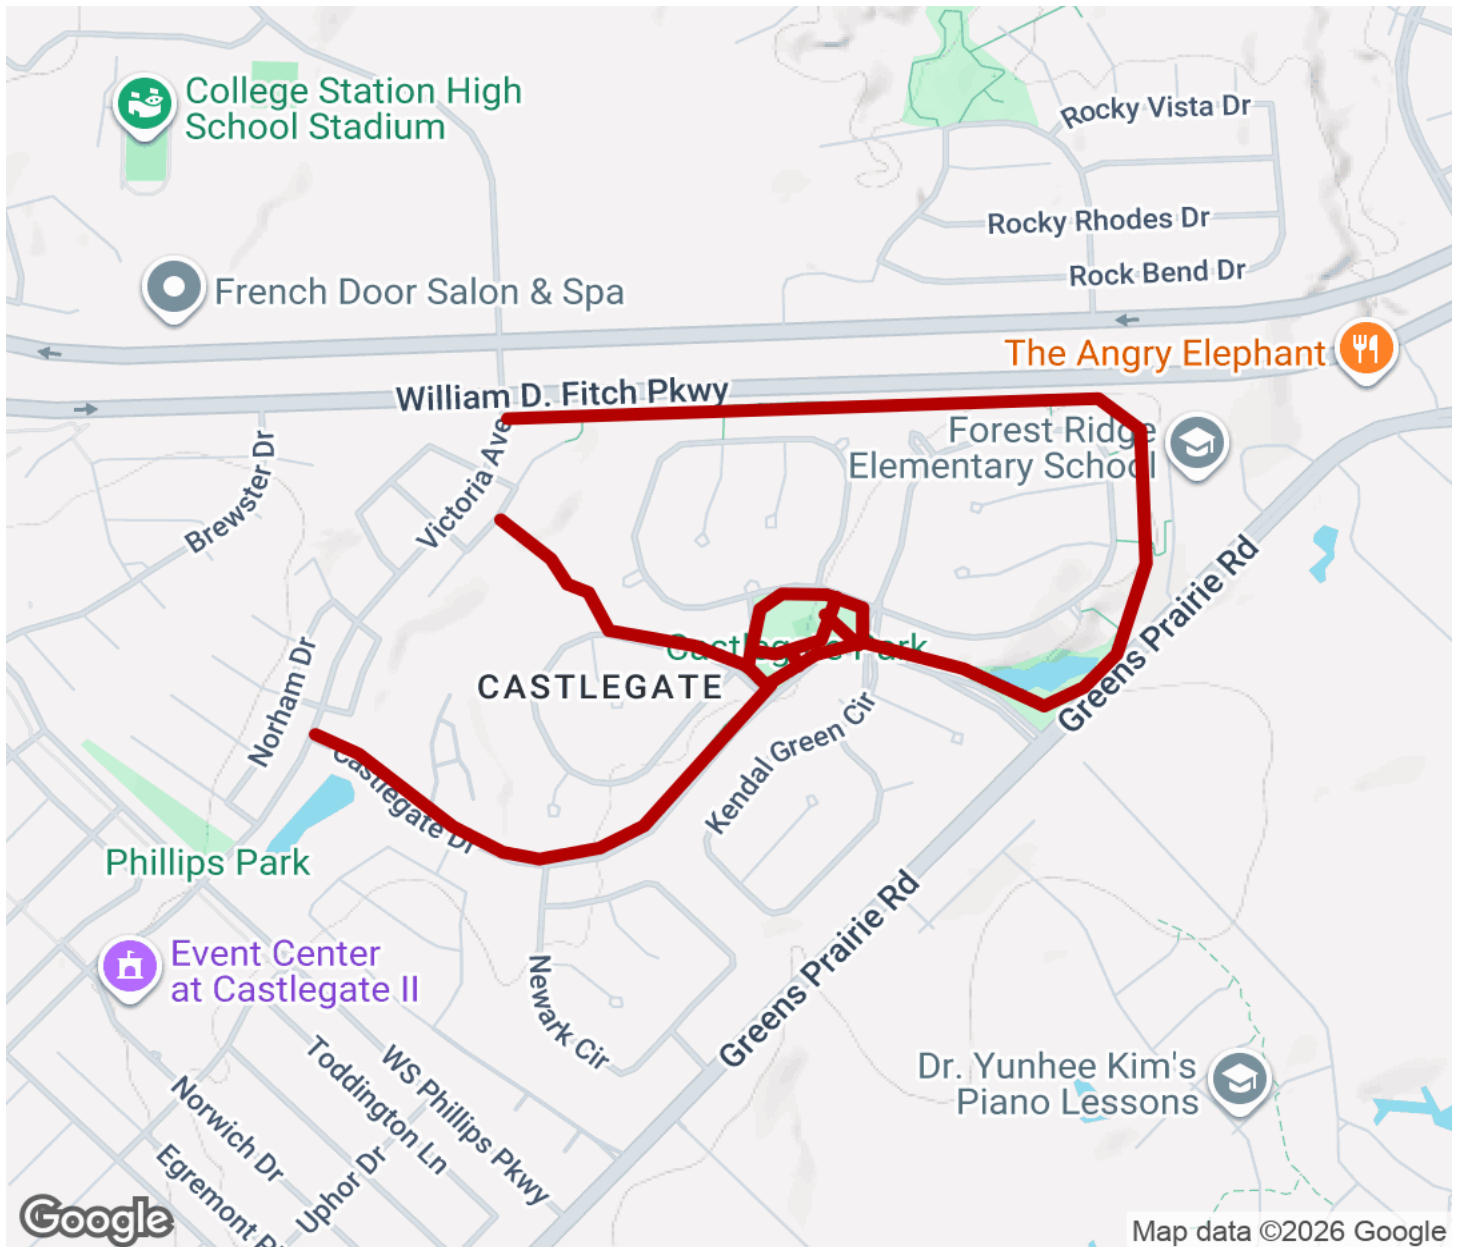 College Station High
School Stadium
Rocky Vista Dr
Rocky Rhodes Dr
Rock Bend Dr
French Door Salon & Spa
The Angry Elephant
William D. Fitch Pkwy
Forest Ridge
Elementary School
Victoria Ave
Brewster Dr
Greens Prairie Rd
Castlegate Park
CASTLEGATE
Norham Dr
Kendal Green Cir
Castlegate Dr
Phillips Park
Greens Prairie Rd
Event Center
at Castlegate II
Newark Cir
Toddington Ln
WS Phillips Pkwy
Dr. Yunhee Kim's
Piano Lessons
Norwich Dr
Uphor Dr
Egremont
Google
Map data ©2026 Google